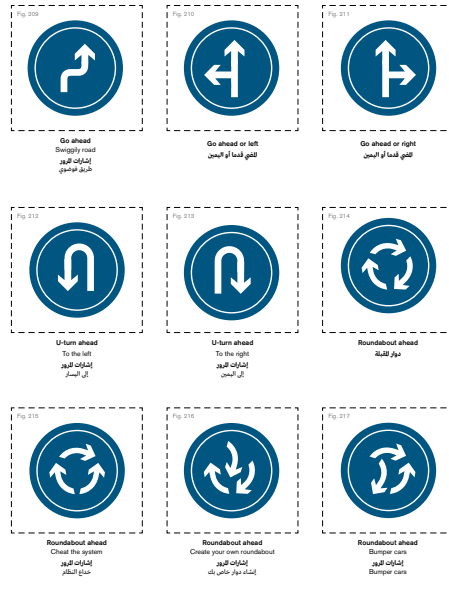 Fig. 209
Fig. 210
Fig. 211
Go ahead
Swiggily road
إشارات المرور
طريق فوضوي
Go ahead or left
المضي قدما أو اليمين
Go ahead or right
المضي قدما أو اليمين
Fig. 212
Fig. 213
Fig. 214
U-turn ahead
To the left
إشارات المرور
إلى اليسار
U-turn ahead
To the right
إشارات المرور
إلى اليمين
Roundabout ahead
دوار المقبلة
Fig. 215
Fig. 216
Fig. 217
Roundabout ahead
Cheat the system
إشارات المرور
خداع النظام
Roundabout ahead
Create your own roundabout
إشارات المرور
إنشاء دوار خاص بك
Roundabout ahead
Bumper cars
إشارات المرور
Bumper cars